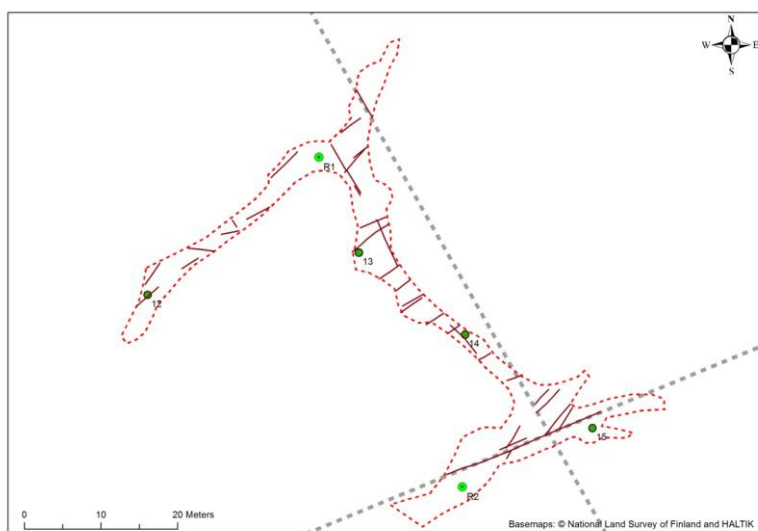 N
W E
S
R1
13
12
14
15
R2
0 10 20 Meters
Basemaps: © National Land Survey of Finland and HALTIK